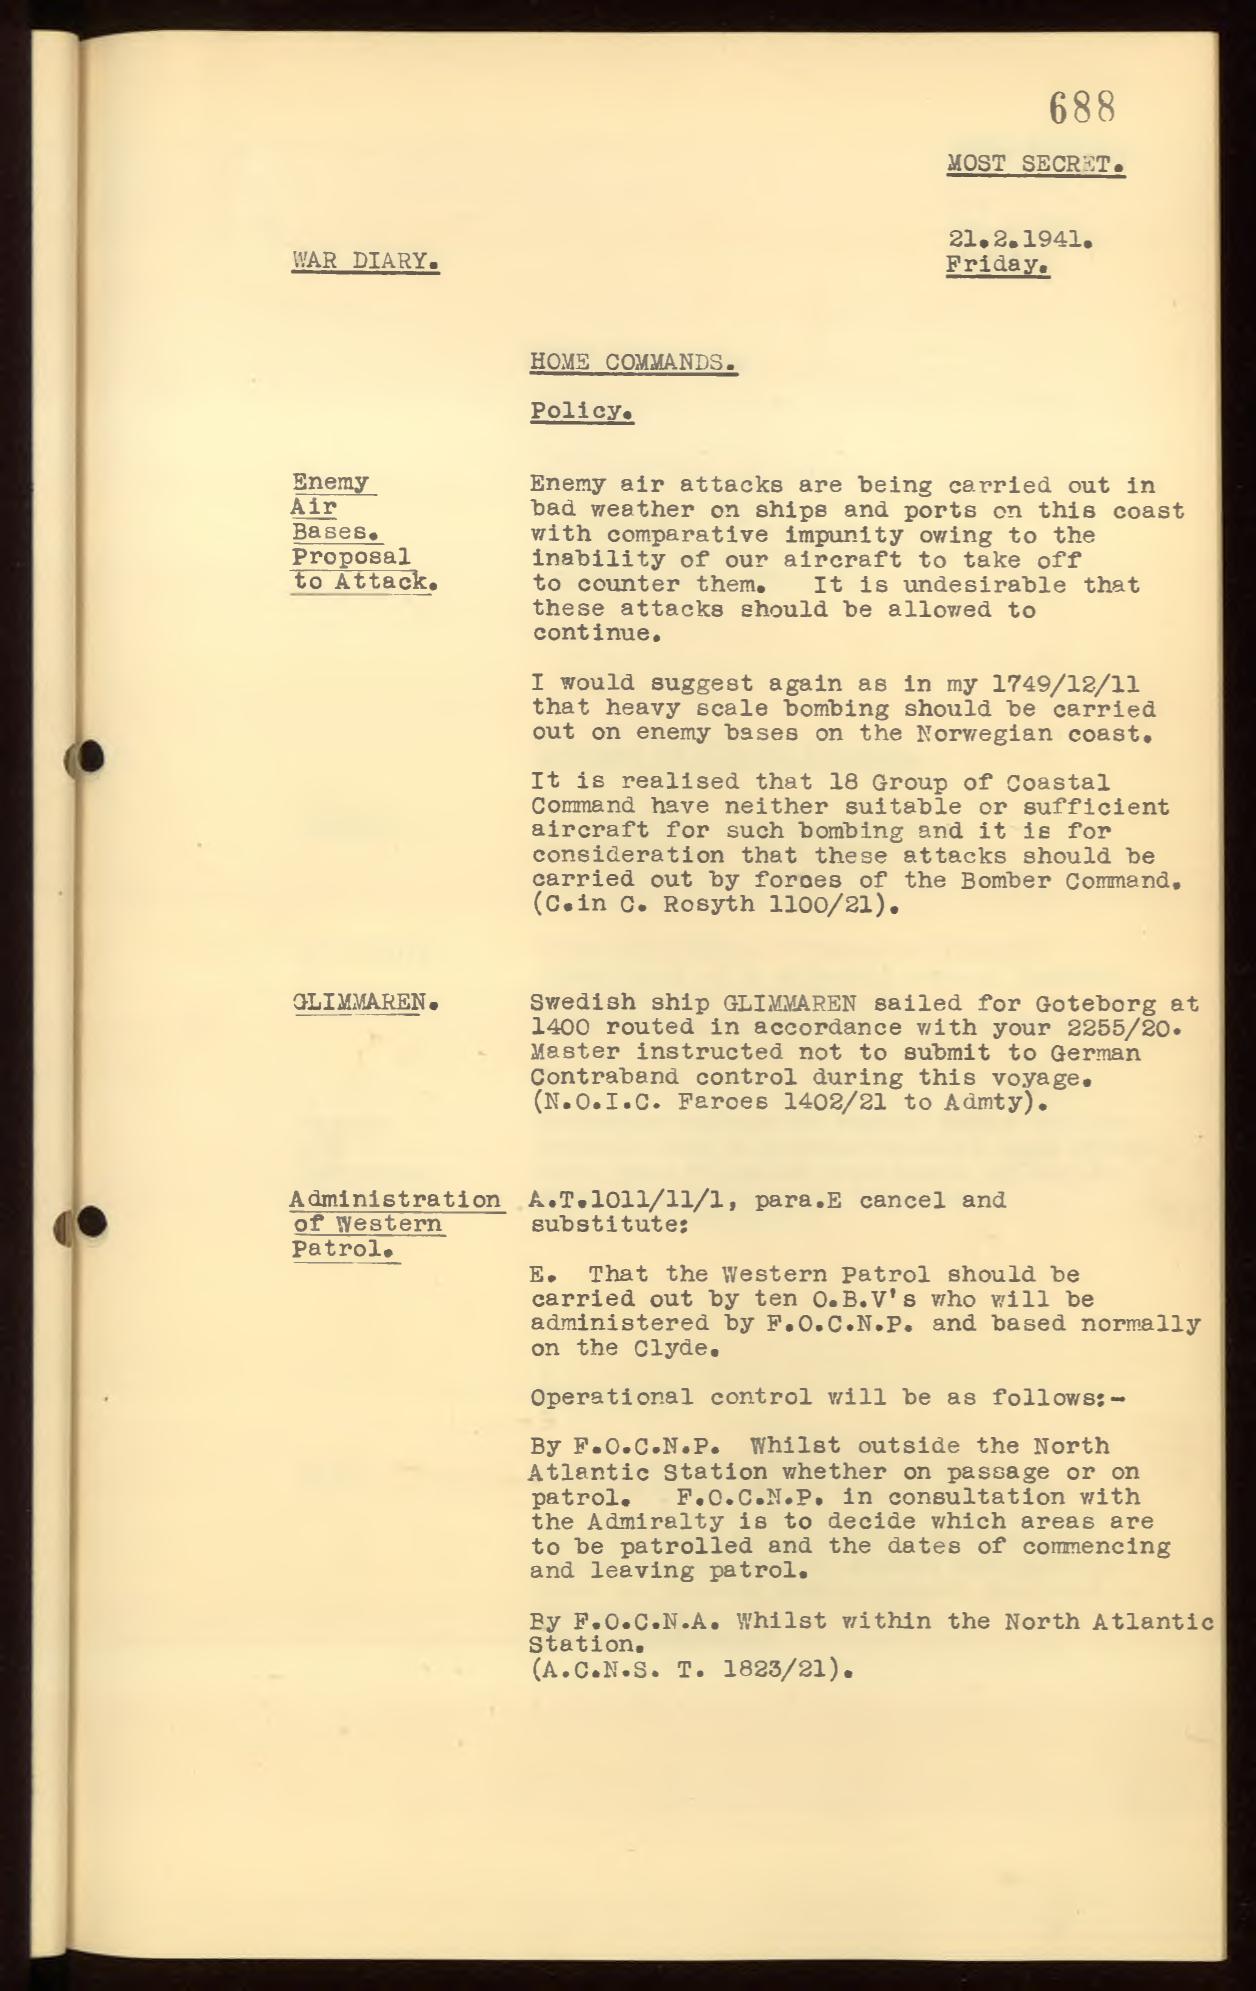 688
MOST SECRET.
21.2.1941.
WAR DIARY.
Friday.
HOME COMMANDS.
Policy.
Enemy
Air
Bases.
Proposal
to Attack.
Enemy air attacks are being carried out in
bad weather on ships and ports on this coast
with comparative impunity owing to the
inability of our aircraft to take off
to counter them. It is undesirable that
these attacks should be allowed to
continue.
I would suggest again as in my 1749/12/11
that heavy scale bombing should be carried
out on enemy bases on the Norwegian coast.
It is realised that 18 Group of Coastal
Command have neither suitable or sufficient
aircraft for such bombing and it is for
consideration that these attacks should be
carried out by forces of the Bomber Command.
(C.in C. Rosyth 1100/21).
GLIMMAREN.
Swedish ship GLIMMAREN sailed for Goteborg at
1400 routed in accordance with your 2255/20.
Master instructed not to submit to German
Contraband control during this voyage.
(N.O.I.C. Faroes 1402/21 to Admty).
Administration
of Western
Patrol.
A.T.1011/11/1, para.E cancel and
substitute:
E. That the Western Patrol should be
carried out by ten O.B.V's who will be
administered by F.O.C.N.P. and based normally
on the Clyde.
Operational control will be as follows:-
By F.O.C.N.P. Whilst outside the North
Atlantic Station whether on passage or on
patrol. F.O.C.N.P. in consultation with
the Admiralty is to decide which areas are
to be patrolled and the dates of commencing
and leaving patrol.
By F.O.C.N.A. Whilst within the North Atlantic
Station.
(A.C.N.S. T. 1823/21).